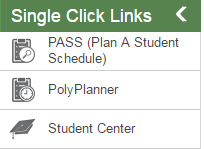 Single Click Links
PASS (Plan A Student
Schedule)
PolyPlanner
Student Center